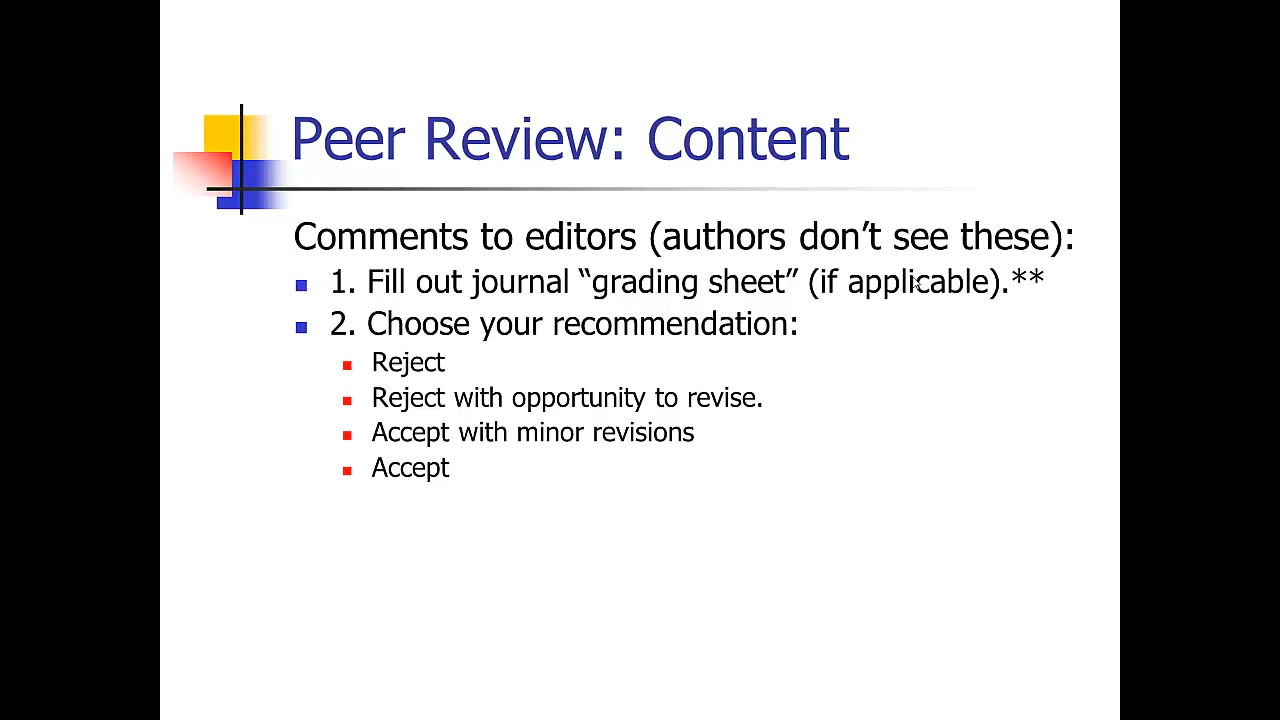 Peer Review: Content
Comments to editors (authors don’t see these):
1. Fill out journal “grading sheet” (if applicable).**
2. Choose your recommendation:
Reject
Reject with opportunity to revise.
Accept with minor revisions
Accept